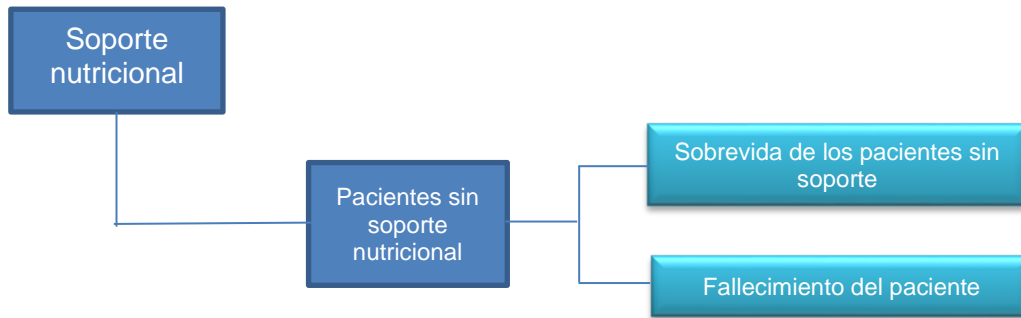 Soporte
nutricional
Sobrevida de los pacientes sin
soporte
Pacientes sin
soporte
nutricional
Fallecimiento del paciente